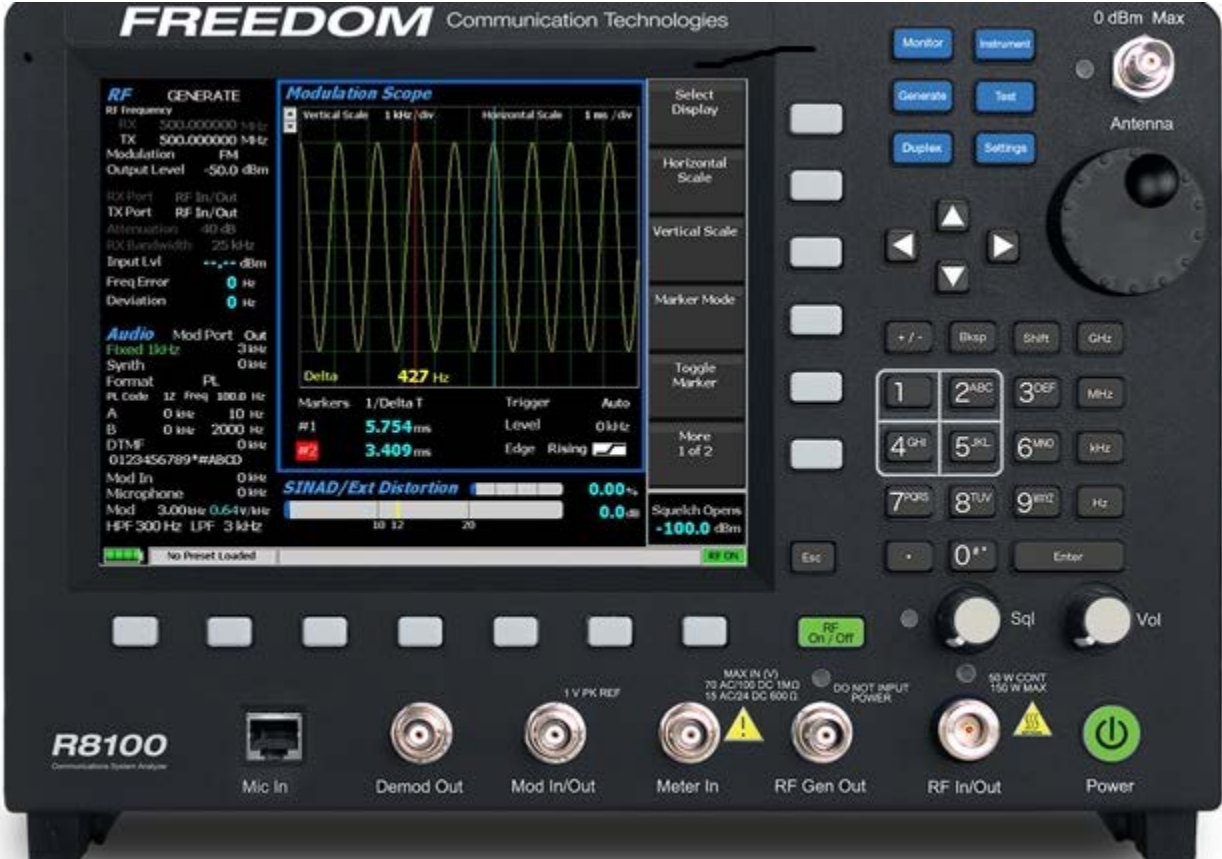 FREEDOM Communication Technologies
0 dBm Max
RF GENERATE
RF Frequency
RX 500.000000 MHz
TX 500.000000 MHz
Modulation FM
Output Level -50.0 dBm
RX Port RF In/Out
TX Port RF In/Out
Attenuation 40 dB
RX Bandwidth 25 kHz
Input Lvl --.-- dBm
Freq Error 0 Hz
Deviation 0 Hz
Audio Mod Port Out
Fixed 1kHz 3 kHz
Synth 0 kHz
Format PL
PL Code 1Z Freq 100.0 Hz
A 0 kHz 10 Hz
B 0 kHz 2000 Hz
DTMF 0 kHz
0123456789*#ABCD
Mod In 0 kHz
Microphone 0 kHz
Mod 3.00 kHz 0.64 V/kHz
HPF 300 Hz LPF 3 kHz
Modulation Scope
Vertical Scale 1 kHz /div Horizontal Scale 1 ms /div
Delta 427 Hz
Markers 1/Delta T Trigger Auto
#1 5.754 ms Level 0 kHz
#2 3.409 ms Edge Rising
SINAD/Ext Distortion 0.00 %
0.0 dB
10 12 20
Select
Display
Horizontal
Scale
Vertical Scale
Marker Mode
Toggle
Marker
More
1 of 2
Squelch Opens
-100.0 dBm
No Preset Loaded
RF ON
Monitor Instrument
Generate Test
Duplex Settings
Antenna
+/- Bksp Shift GHz
1 2ABC 3DEF MHz
4GHI 5JKL 6MNO kHz
7PQRS 8TUV 9WXYZ Hz
Esc . 0#* Enter
RF
On / Off
Sql
Vol
1 V PK REF
MAX IN (V)
70 AC/100 DC 1MΩ
15 AC/24 DC 600 Ω
DO NOT INPUT
POWER
50 W CONT
150 W MAX
R8100
Communications System Analyzer
Mic In
Demod Out
Mod In/Out
Meter In
RF Gen Out
RF In/Out
Power